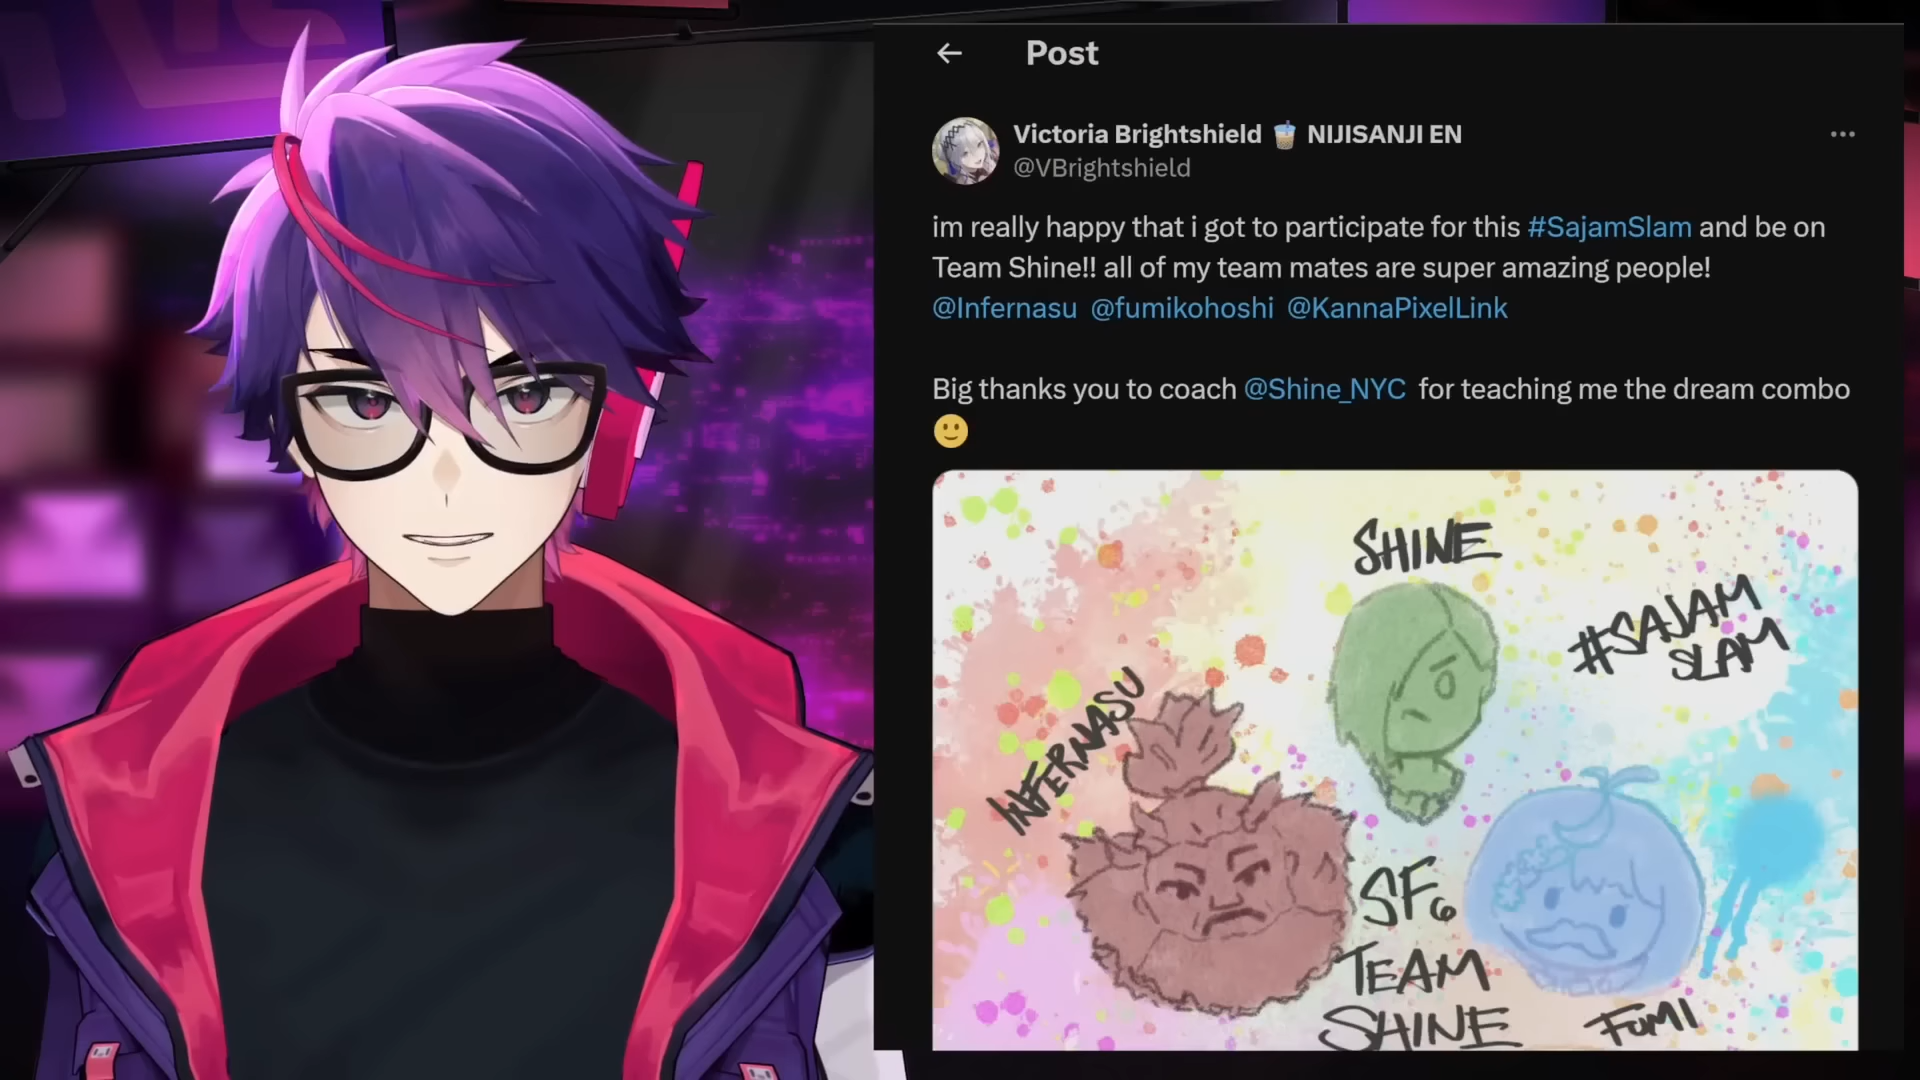 Post
Victoria Brightshield 🧋 NIJISANJI EN
@VBrightshield
im really happy that i got to participate for this #SajamSlam and be on
Team Shine!! all of my team mates are super amazing people!
@Infernasu @fumikohoshi @KannaPixelLink
Big thanks you to coach @Shine_NYC for teaching me the dream combo
🙂
SHINE
#SAJAM
SLAM
INFERNASU
SF6
TEAM
SHINE
FUMI